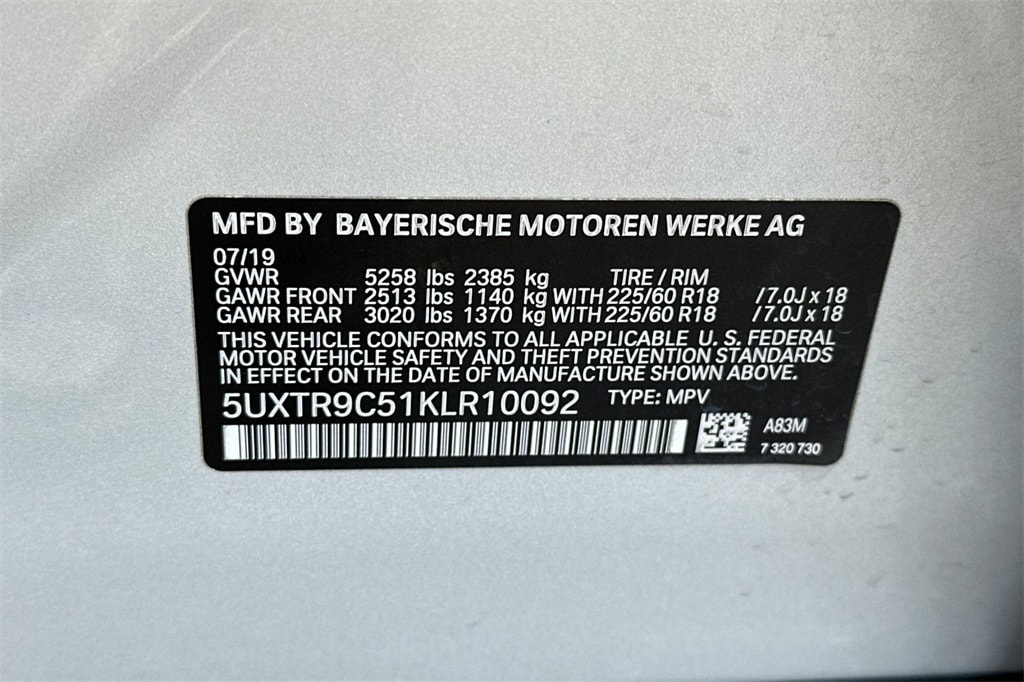 MFD BY BAYERISCHE MOTOREN WERKE AG
07/19
GVWR 5258 lbs 2385 kg TIRE / RIM
GAWR FRONT 2513 lbs 1140 kg WITH 225/60 R18 / 7.0J x 18
GAWR REAR 3020 lbs 1370 kg WITH 225/60 R18 / 7.0J x 18
THIS VEHICLE CONFORMS TO ALL APPLICABLE U. S. FEDERAL
MOTOR VEHICLE SAFETY AND THEFT PREVENTION STANDARDS
IN EFFECT ON THE DATE OF MANUFACTURE SHOWN ABOVE.
5UXTR9C51KLR10092 TYPE: MPV
A83M
7 320 730